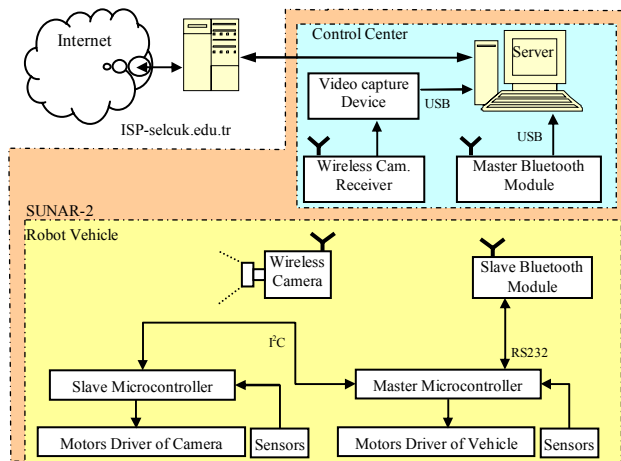 Internet
ISP-selcuk.edu.tr
Control Center
Server
Video capture
Device
USB
USB
Wireless Cam.
Receiver
Master Bluetooth
Module
SUNAR-2
Robot Vehicle
Wireless
Camera
Slave Bluetooth
Module
I²C
RS232
Slave Microcontroller
Master Microcontroller
Motors Driver of Camera
Sensors
Motors Driver of Vehicle
Sensors